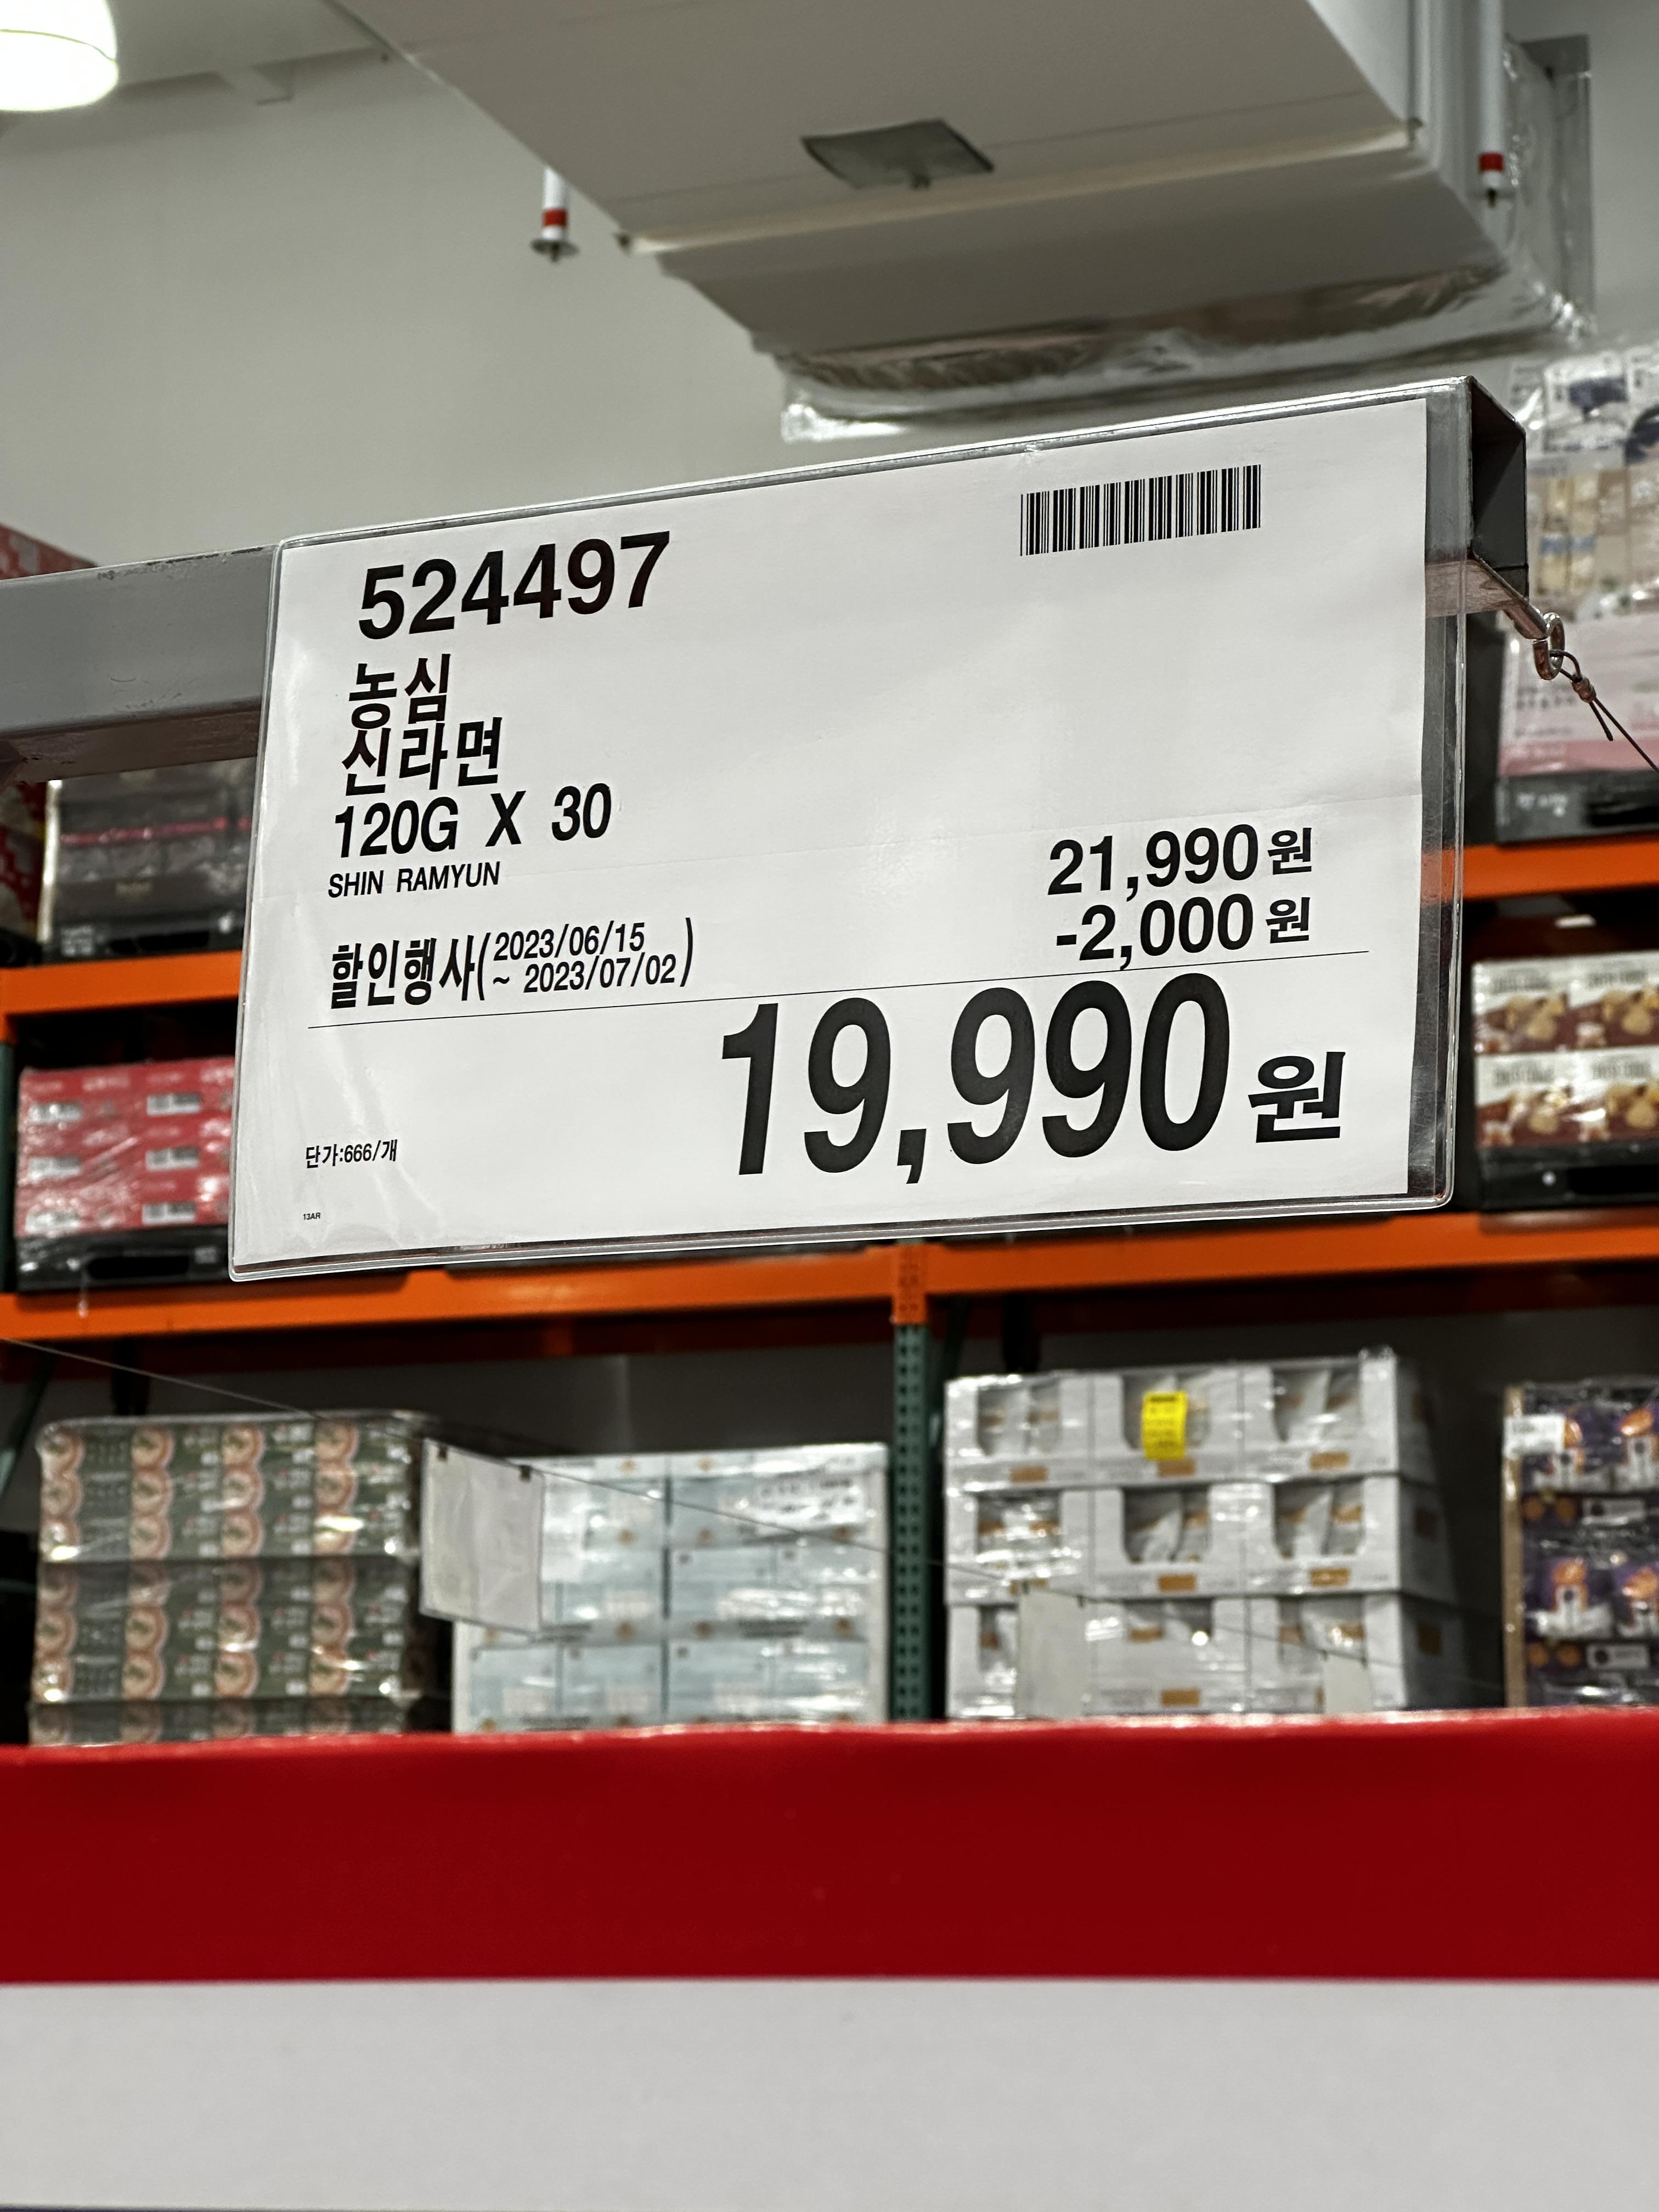 524497
농심
신라면
120G X 30
SHIN RAMYUN
21,990원
-2,000원
할인행사(2023/06/15
~ 2023/07/02)
19,990원
단가:666/개
13AR